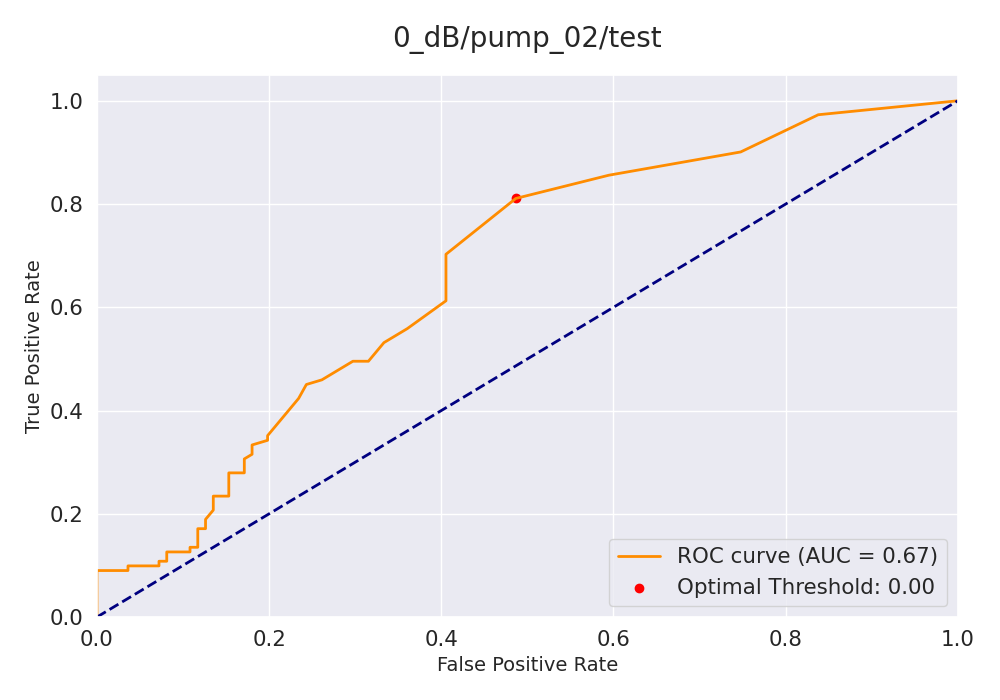 0_dB/pump_02/test
True Positive Rate
1.0
0.8
0.6
0.4
0.2
0.0
0.0 0.2 0.4 0.6 0.8 1.0
False Positive Rate
ROC curve (AUC = 0.67)
Optimal Threshold: 0.00